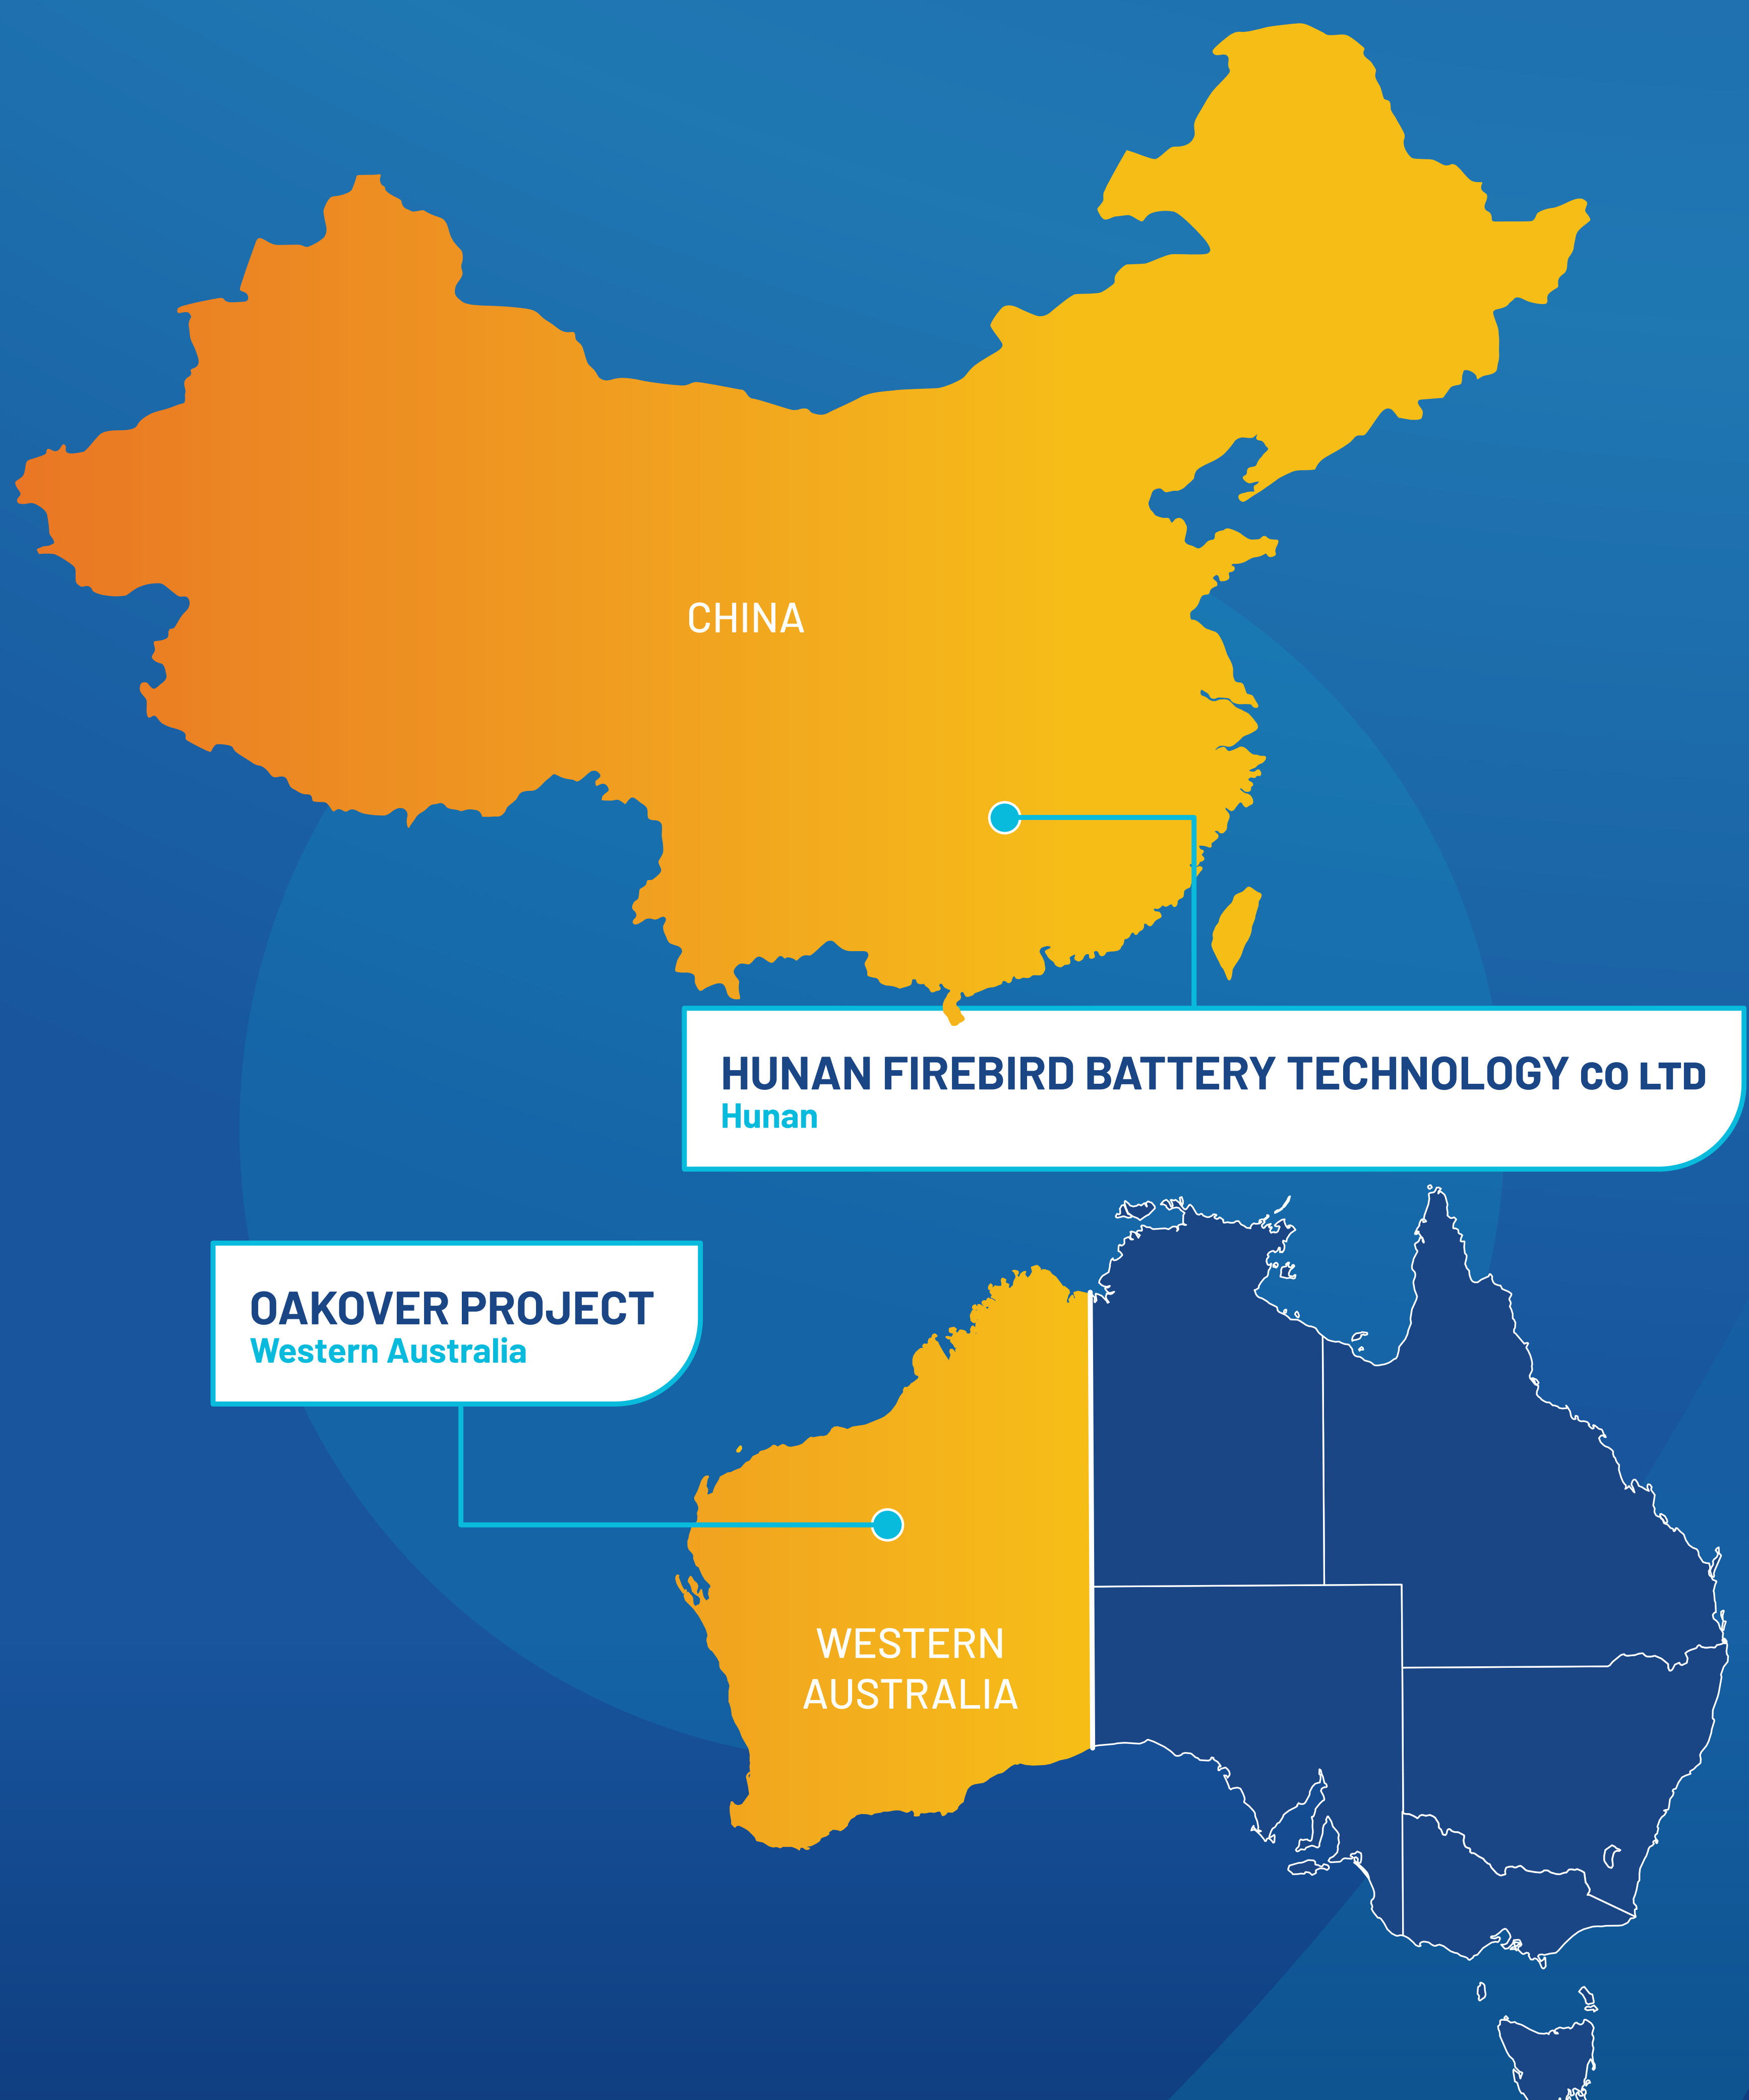 CHINA
HUNAN FIREBIRD BATTERY TECHNOLOGY CO LTD
Hunan
OAKOVER PROJECT
Western Australia
WESTERN
AUSTRALIA